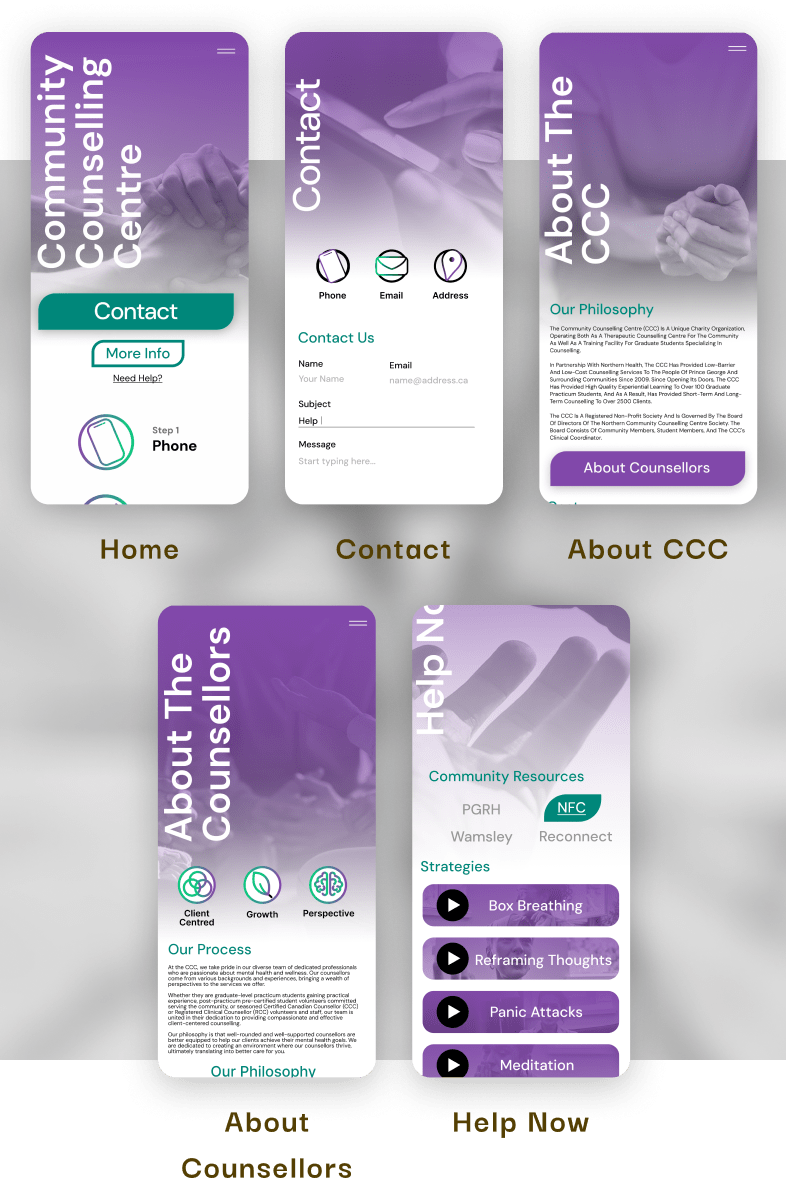 Community
Counselling
Centre
Contact
More Info
Need Help?
Step 1
Phone
Contact
Phone
Email
Address
Contact Us
Name
Email
Your Name
name@address.ca
Subject
Help
Message
Start typing here...
About The
CCC
Our Philosophy
The Community Counselling Centre (CCC) Is A Unique Charity Organization,
Operating Both As A Therapeutic Counselling Centre For The Community
As Well As A Training Facility For Graduate Students Specializing In
Counselling.
In Partnership With Northern Health, The CCC Has Provided Low-Barrier
And Low-Cost Counselling Services To The People Of Prince George And
Surrounding Communities Since 2009. Since Opening Its Doors, The CCC
Has Provided High Quality Experiential Learning To Over 100 Graduate
Practicum Students, And As A Result, Has Provided Short-Term And Long-
Term Counselling To Over 2500 Clients.
The CCC Is A Registered Non-Profit Society And Is Governed By The Board
Of Directors Of The Northern Community Counselling Centre Society. The
Board Consists Of Community Members, Student Members, And The CCC's
Clinical Coordinator.
About Counsellors
Home
Contact
About CCC
About The
Counsellors
Client
Centred
Growth
Perspective
Our Process
At the CCC, we take pride in our diverse team of dedicated professionals
who are passionate about mental health and wellness. Our counsellors
come from various backgrounds and experiences, bringing a wealth of
perspectives to the services we offer.
Whether they are graduate-level practicum students gaining practical
experience, post-practicum pre-certified student volunteers committed
serving the community, or seasoned Certified Canadian Counsellor (CCC)
or Registered Clinical Counsellor (RCC) volunteers and staff, our team is
united in their dedication to providing compassionate and effective
client-centered counselling.
Our philosophy is that well-rounded and well-supported counsellors are
better equipped to help our clients achieve their mental health goals. We
are dedicated to creating an environment where our counsellors thrive,
ultimately translating into better care for you.
Our Philosophy
Help No
Community Resources
PGRH
NFC
Wamsley
Reconnect
Strategies
Box Breathing
Reframing Thoughts
Panic Attacks
Meditation
About
Counsellors
Help Now